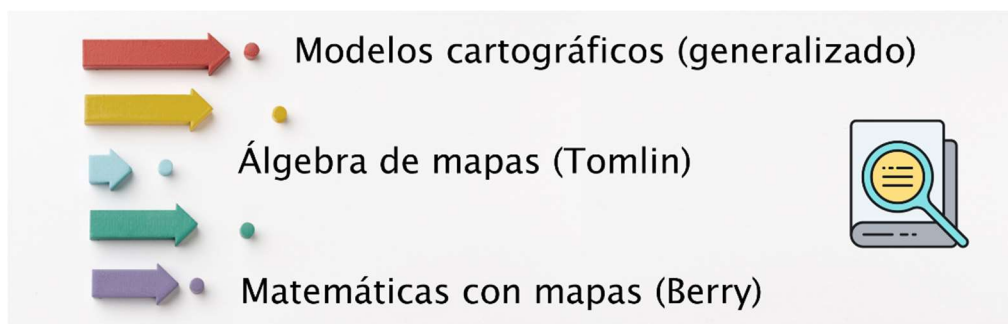 Modelos cartográficos (generalizado)
Álgebra de mapas (Tomlin)
Matemáticas con mapas (Berry)